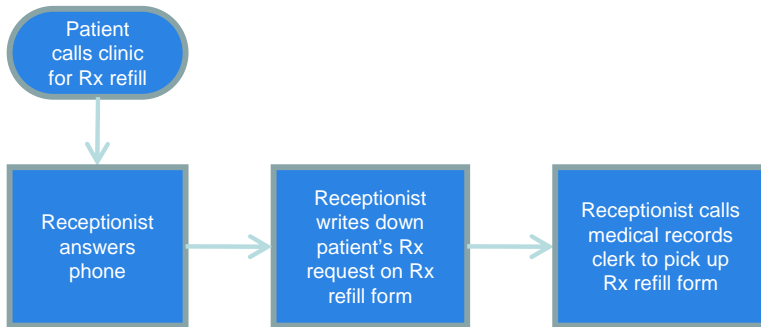 Patient
calls clinic
for Rx refill
Receptionist
answers
phone
Receptionist
writes down
patient’s Rx
request on Rx
refill form
Receptionist calls
medical records
clerk to pick up
Rx refill form